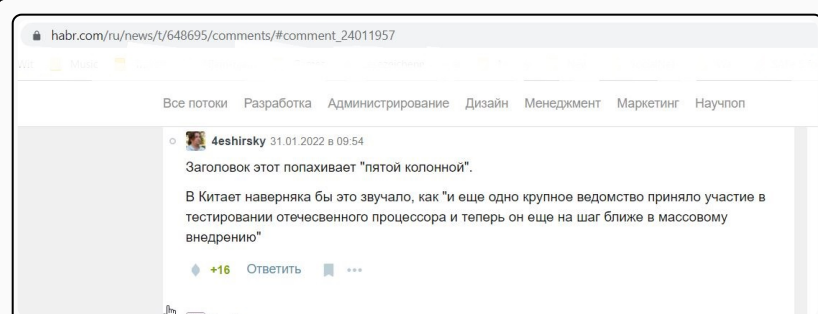 habr.com/ru/news/t/648695/comments/#comment_24011957
Все потоки Разработка Администрирование Дизайн Менеджмент Маркетинг Научпоп
4eshirsky 31.01.2022 в 09:54
Заголовок этот попахивает "пятой колонной".
В Китает наверняка бы это звучало, как "и еще одно крупное ведомство приняло участие в
тестировании отечесвенного процессора и теперь он еще на шаг ближе в массовому
внедрению"
+16 Ответить